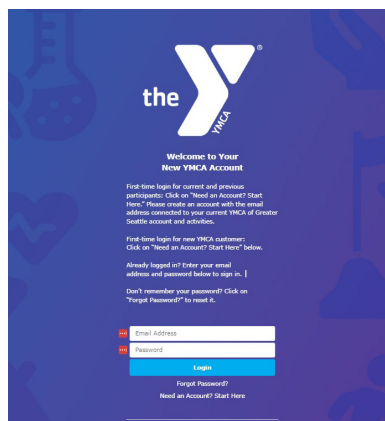 the
YMCA
®
Welcome to Your
New YMCA Account
First-time login for current and previous
participants: Click on "Need an Account? Start
Here." Please create an account with the email
address connected to your current YMCA of Greater
Seattle account and activities.
First-time login for new YMCA customer:
Click on "Need an Account? Start Here" below.
Already logged in? Enter your email
address and password below to sign in.
Don't remember your password? Click on
"Forgot Password?" to reset it.
Email Address
Password
Login
Forgot Password?
Need an Account? Start Here